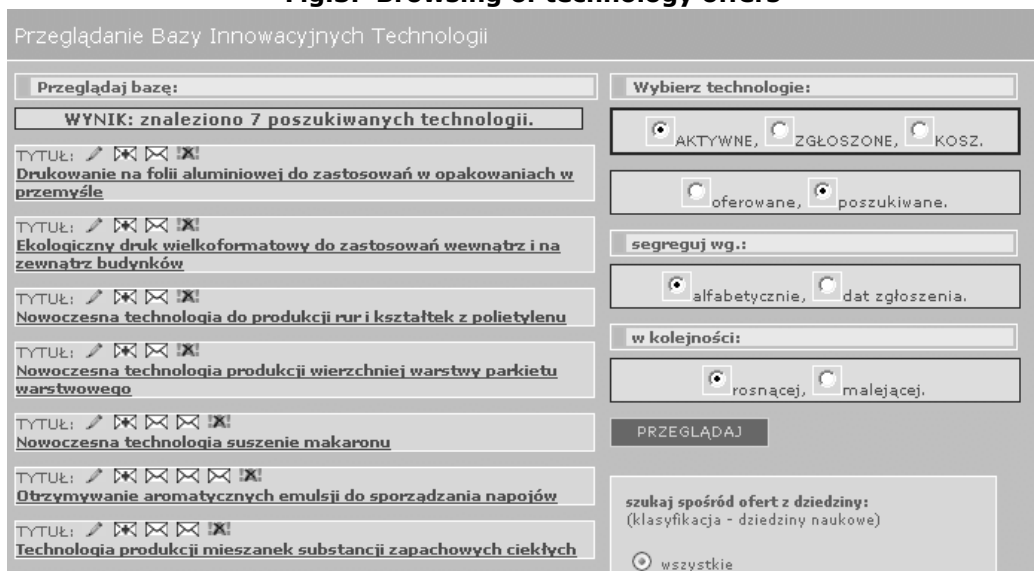 Fig.3. Browsing of technology offers
Przeglądanie Bazy Innowacyjnych Technologii
Przeglądaj bazę:
WYNIK: znaleziono 7 poszukiwanych technologii.
TYTUŁ:
Drukowanie na folii aluminiowej do zastosowań w opakowaniach w
przemyśle
TYTUŁ:
Ekologiczny druk wielkoformatowy do zastosowań wewnątrz i na
zewnątrz budynków
TYTUŁ:
Nowoczesna technologia do produkcji rur i kształtek z polietylenu
TYTUŁ:
Nowoczesna technologia produkcji wierzchniej warstwy parkietu
warstwowego
TYTUŁ:
Nowoczesna technologia suszenie makaronu
TYTUŁ:
Otrzymywanie aromatycznych emulsji do sporządzania napojów
TYTUŁ:
Technologia produkcji mieszanek substancji zapachowych ciekłych
Wybierz technologie:
AKTYWNE, ZGŁOSZONE, KOSZ.
oferowane, poszukiwane.
segreguj wg.:
alfabetycznie, dat zgłoszenia.
w kolejności:
rosnącej, malejącej.
PRZEGLĄDAJ
szukaj spośród ofert z dziedziny:
(klasyfikacja - dziedziny naukowe)
wszystkie